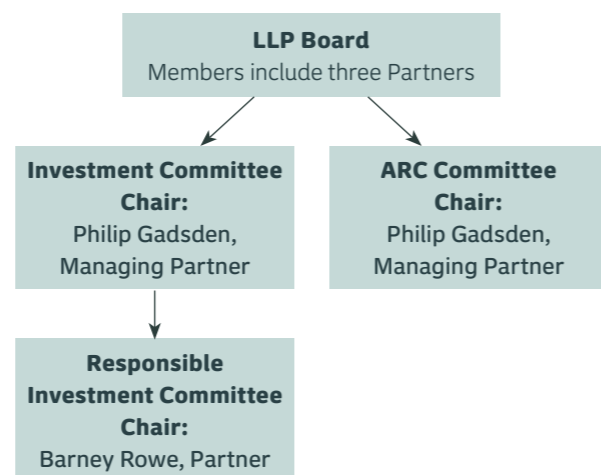 LLP Board
Members include three Partners
Investment Committee
Chair:
Philip Gadsden,
Managing Partner
ARC Committee
Chair:
Philip Gadsden,
Managing Partner
Responsible
Investment Committee
Chair:
Barney Rowe, Partner